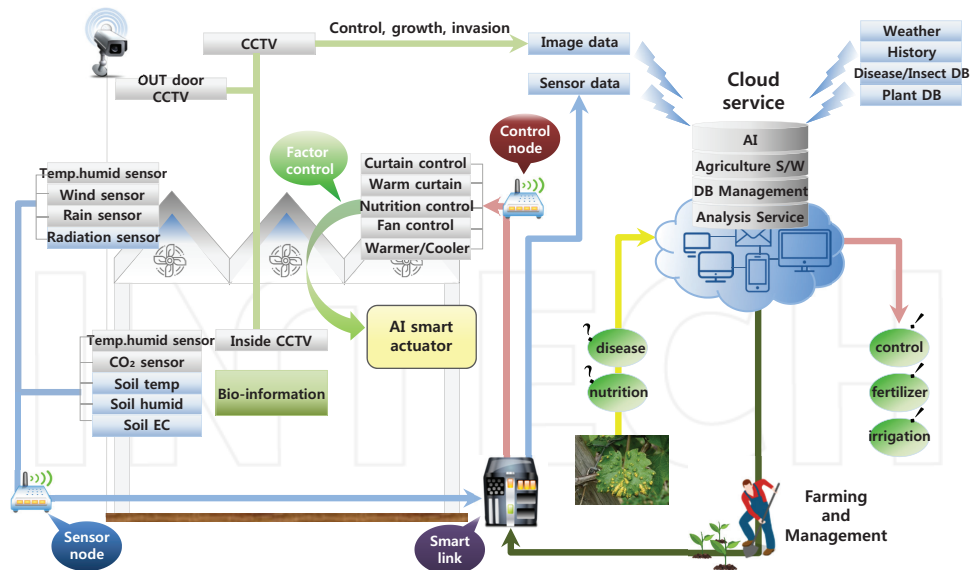 CCTV
Control, growth, invasion
Image data
Weather
History
Disease/Insect DB
Plant DB
OUT door
CCTV
Sensor data
Cloud
service
AI
Agriculture S/W
DB Management
Analysis Service
Factor
control
Control
node
Curtain control
Warm curtain
Nutrition control
Fan control
Warmer/Cooler
Temp.humid sensor
Wind sensor
Rain sensor
Radiation sensor
AI smart
actuator
Temp.humid sensor
CO₂ sensor
Soil temp
Soil humid
Soil EC
Inside CCTV
Bio-information
?
disease
?
nutrition
!
control
!
fertilizer
!
irrigation
Farming
and
Management
Sensor
node
Smart
link
INTECH